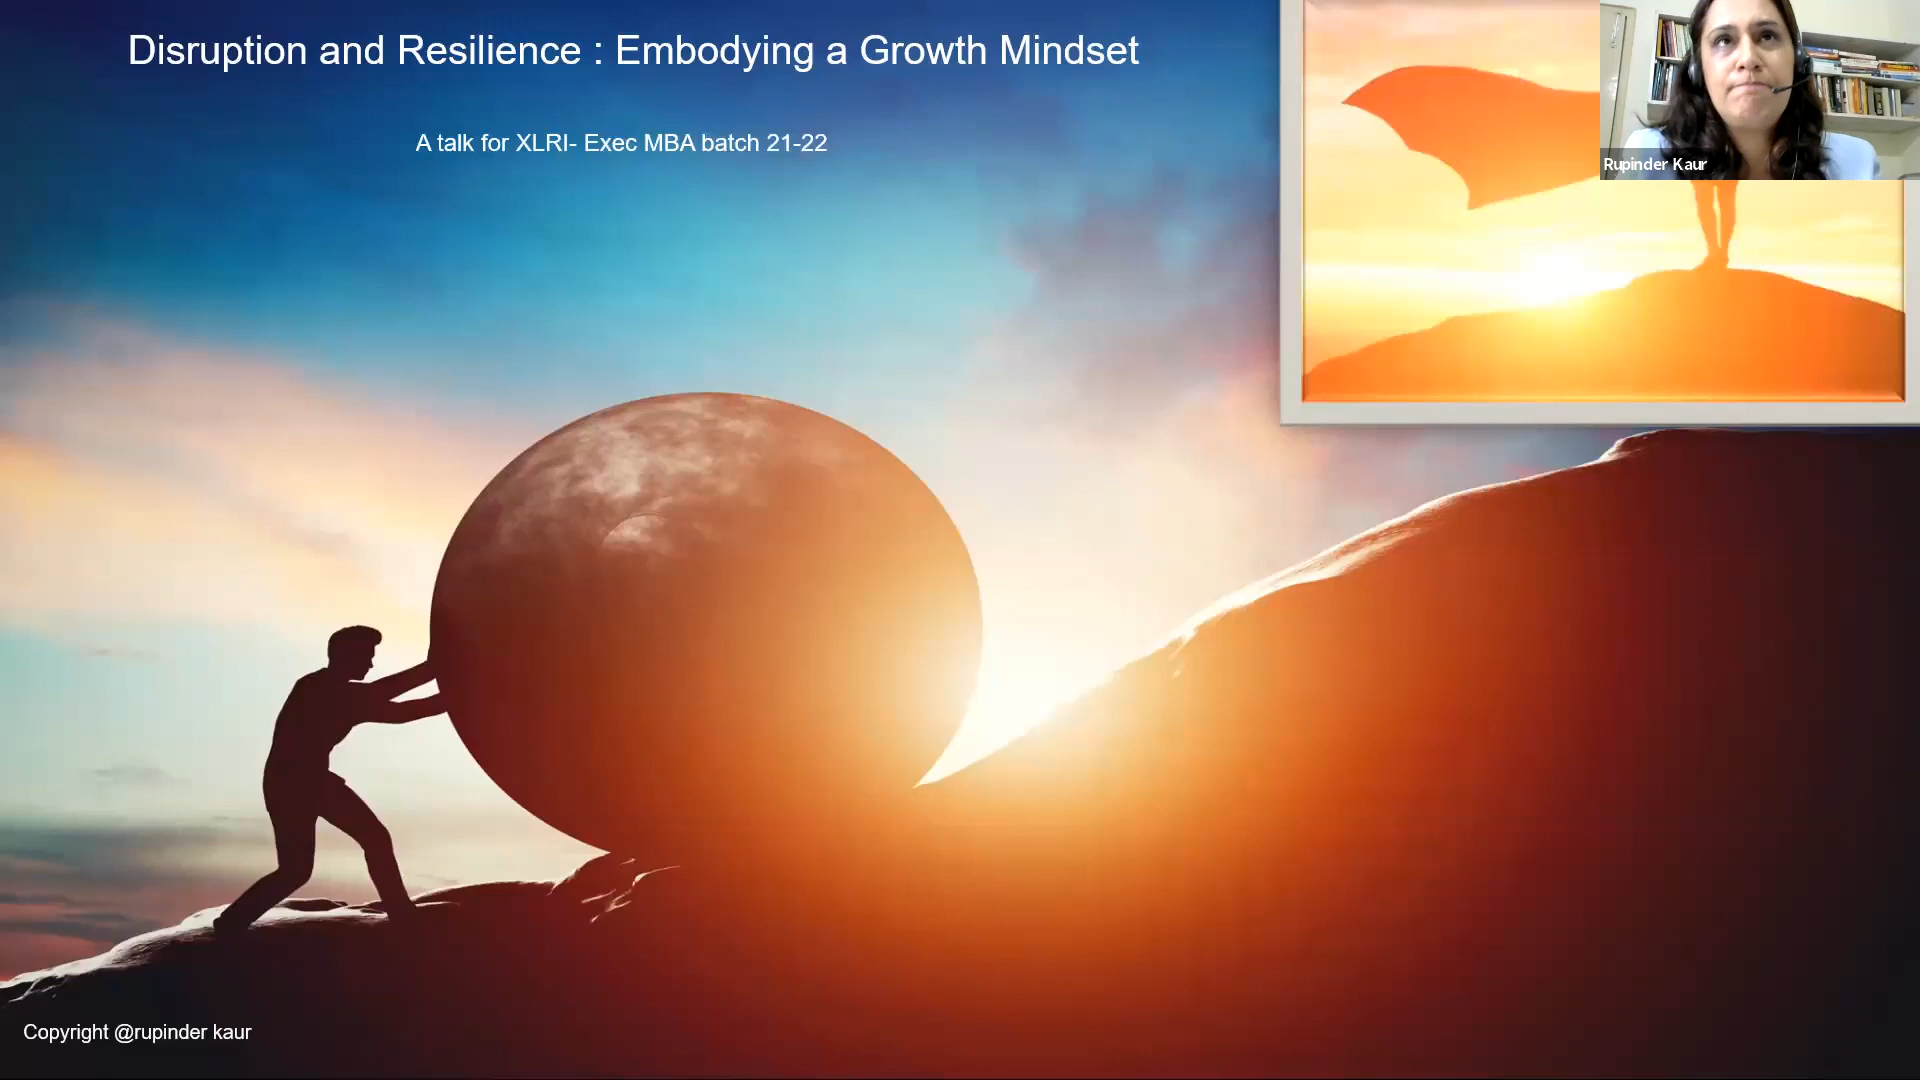 Disruption and Resilience : Embodying a Growth Mindset
A talk for XLRI- Exec MBA batch 21-22
Rupinder Kaur
Copyright @rupinder kaur